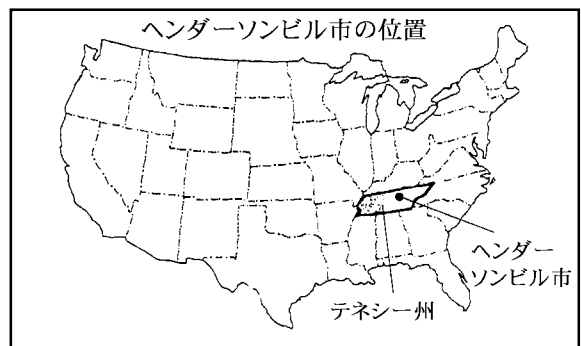 ヘンダーソンビル市の位置
ヘンダー
ソンビル市
テネシー州